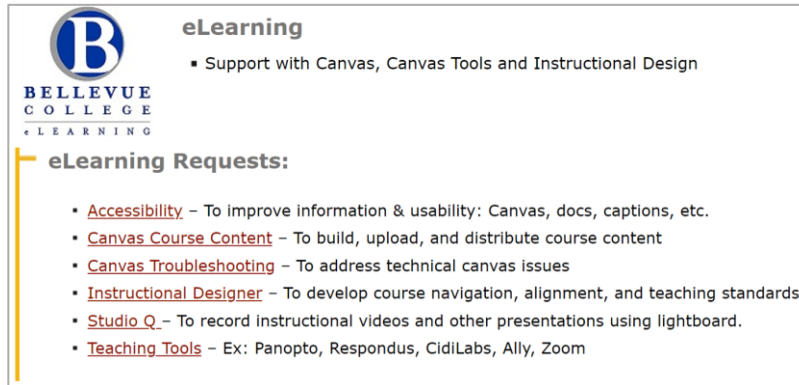 B
BELLEVUE
COLLEGE
eLEARNING
eLearning
▪ Support with Canvas, Canvas Tools and Instructional Design
eLearning Requests:
▪ Accessibility – To improve information & usability: Canvas, docs, captions, etc.
▪ Canvas Course Content – To build, upload, and distribute course content
▪ Canvas Troubleshooting – To address technical canvas issues
▪ Instructional Designer – To develop course navigation, alignment, and teaching standards
▪ Studio Q – To record instructional videos and other presentations using lightboard.
▪ Teaching Tools – Ex: Panopto, Respondus, CidiLabs, Ally, Zoom